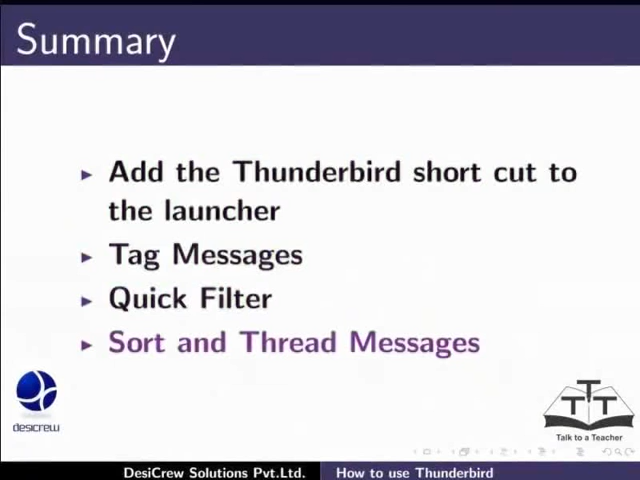 Summary
Add the Thunderbird short cut to
the launcher
Tag Messages
Quick Filter
Sort and Thread Messages
desicrew
TTT
Talk to a Teacher
DesiCrew Solutions Pvt.Ltd.
How to use Thunderbird